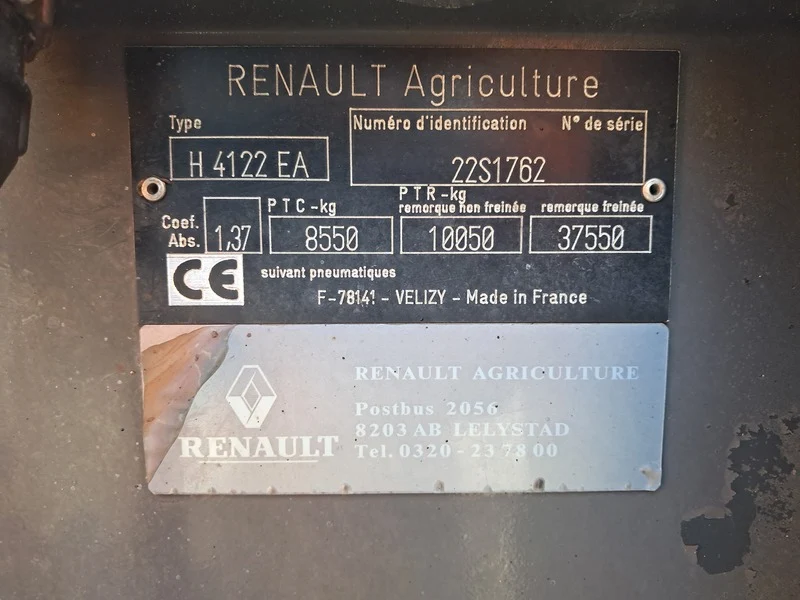 RENAULT Agriculture
Type
H 4122 EA
Numéro d'identification N° de série
22S1762
Coef. Abs.
1,37
PTC-kg
8550
PTR-kg
remorque non freinée
10050
remorque freinée
37550
CE
suivant pneumatiques
F-78141 - VELIZY - Made in France
RENAULT
RENAULT AGRICULTURE
Postbus 2056
8203 AB LELYSTAD
Tel. 0320 - 23 78 00